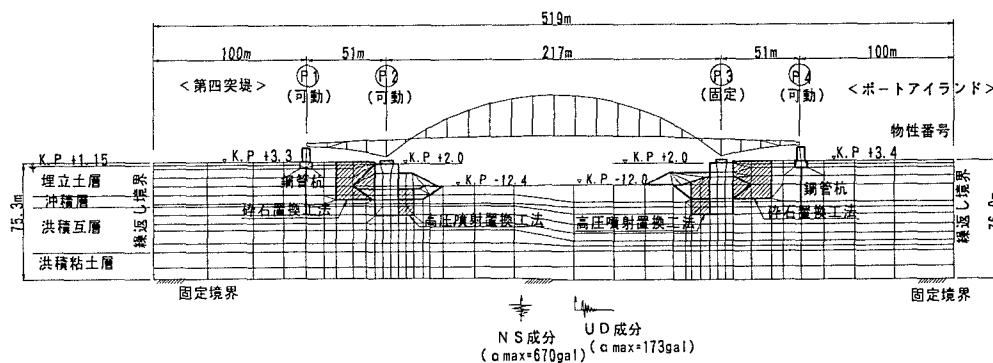 519m
100m
51m
217m
51m
100m
<第四突堤>
P1
(可動)
P2
(可動)
P3
(固定)
P4
(可動)
<ポートアイランド>
物性番号
K.P +1.15
K.P +3.3
K.P +2.0
K.P +2.0
K.P +3.4
K.P -12.4
K.P -12.0
埋立土層
沖積層
洪積互層
洪積粘土層
75.3m
繰返し境界
鋼管杭
砕石置換工法
高圧噴射置換工法
高圧噴射置換工法
鋼管杭
砕石置換工法
繰返し境界
固定境界
固定境界
NS成分
(αmax=670gal)
UD成分
(αmax=173gal)